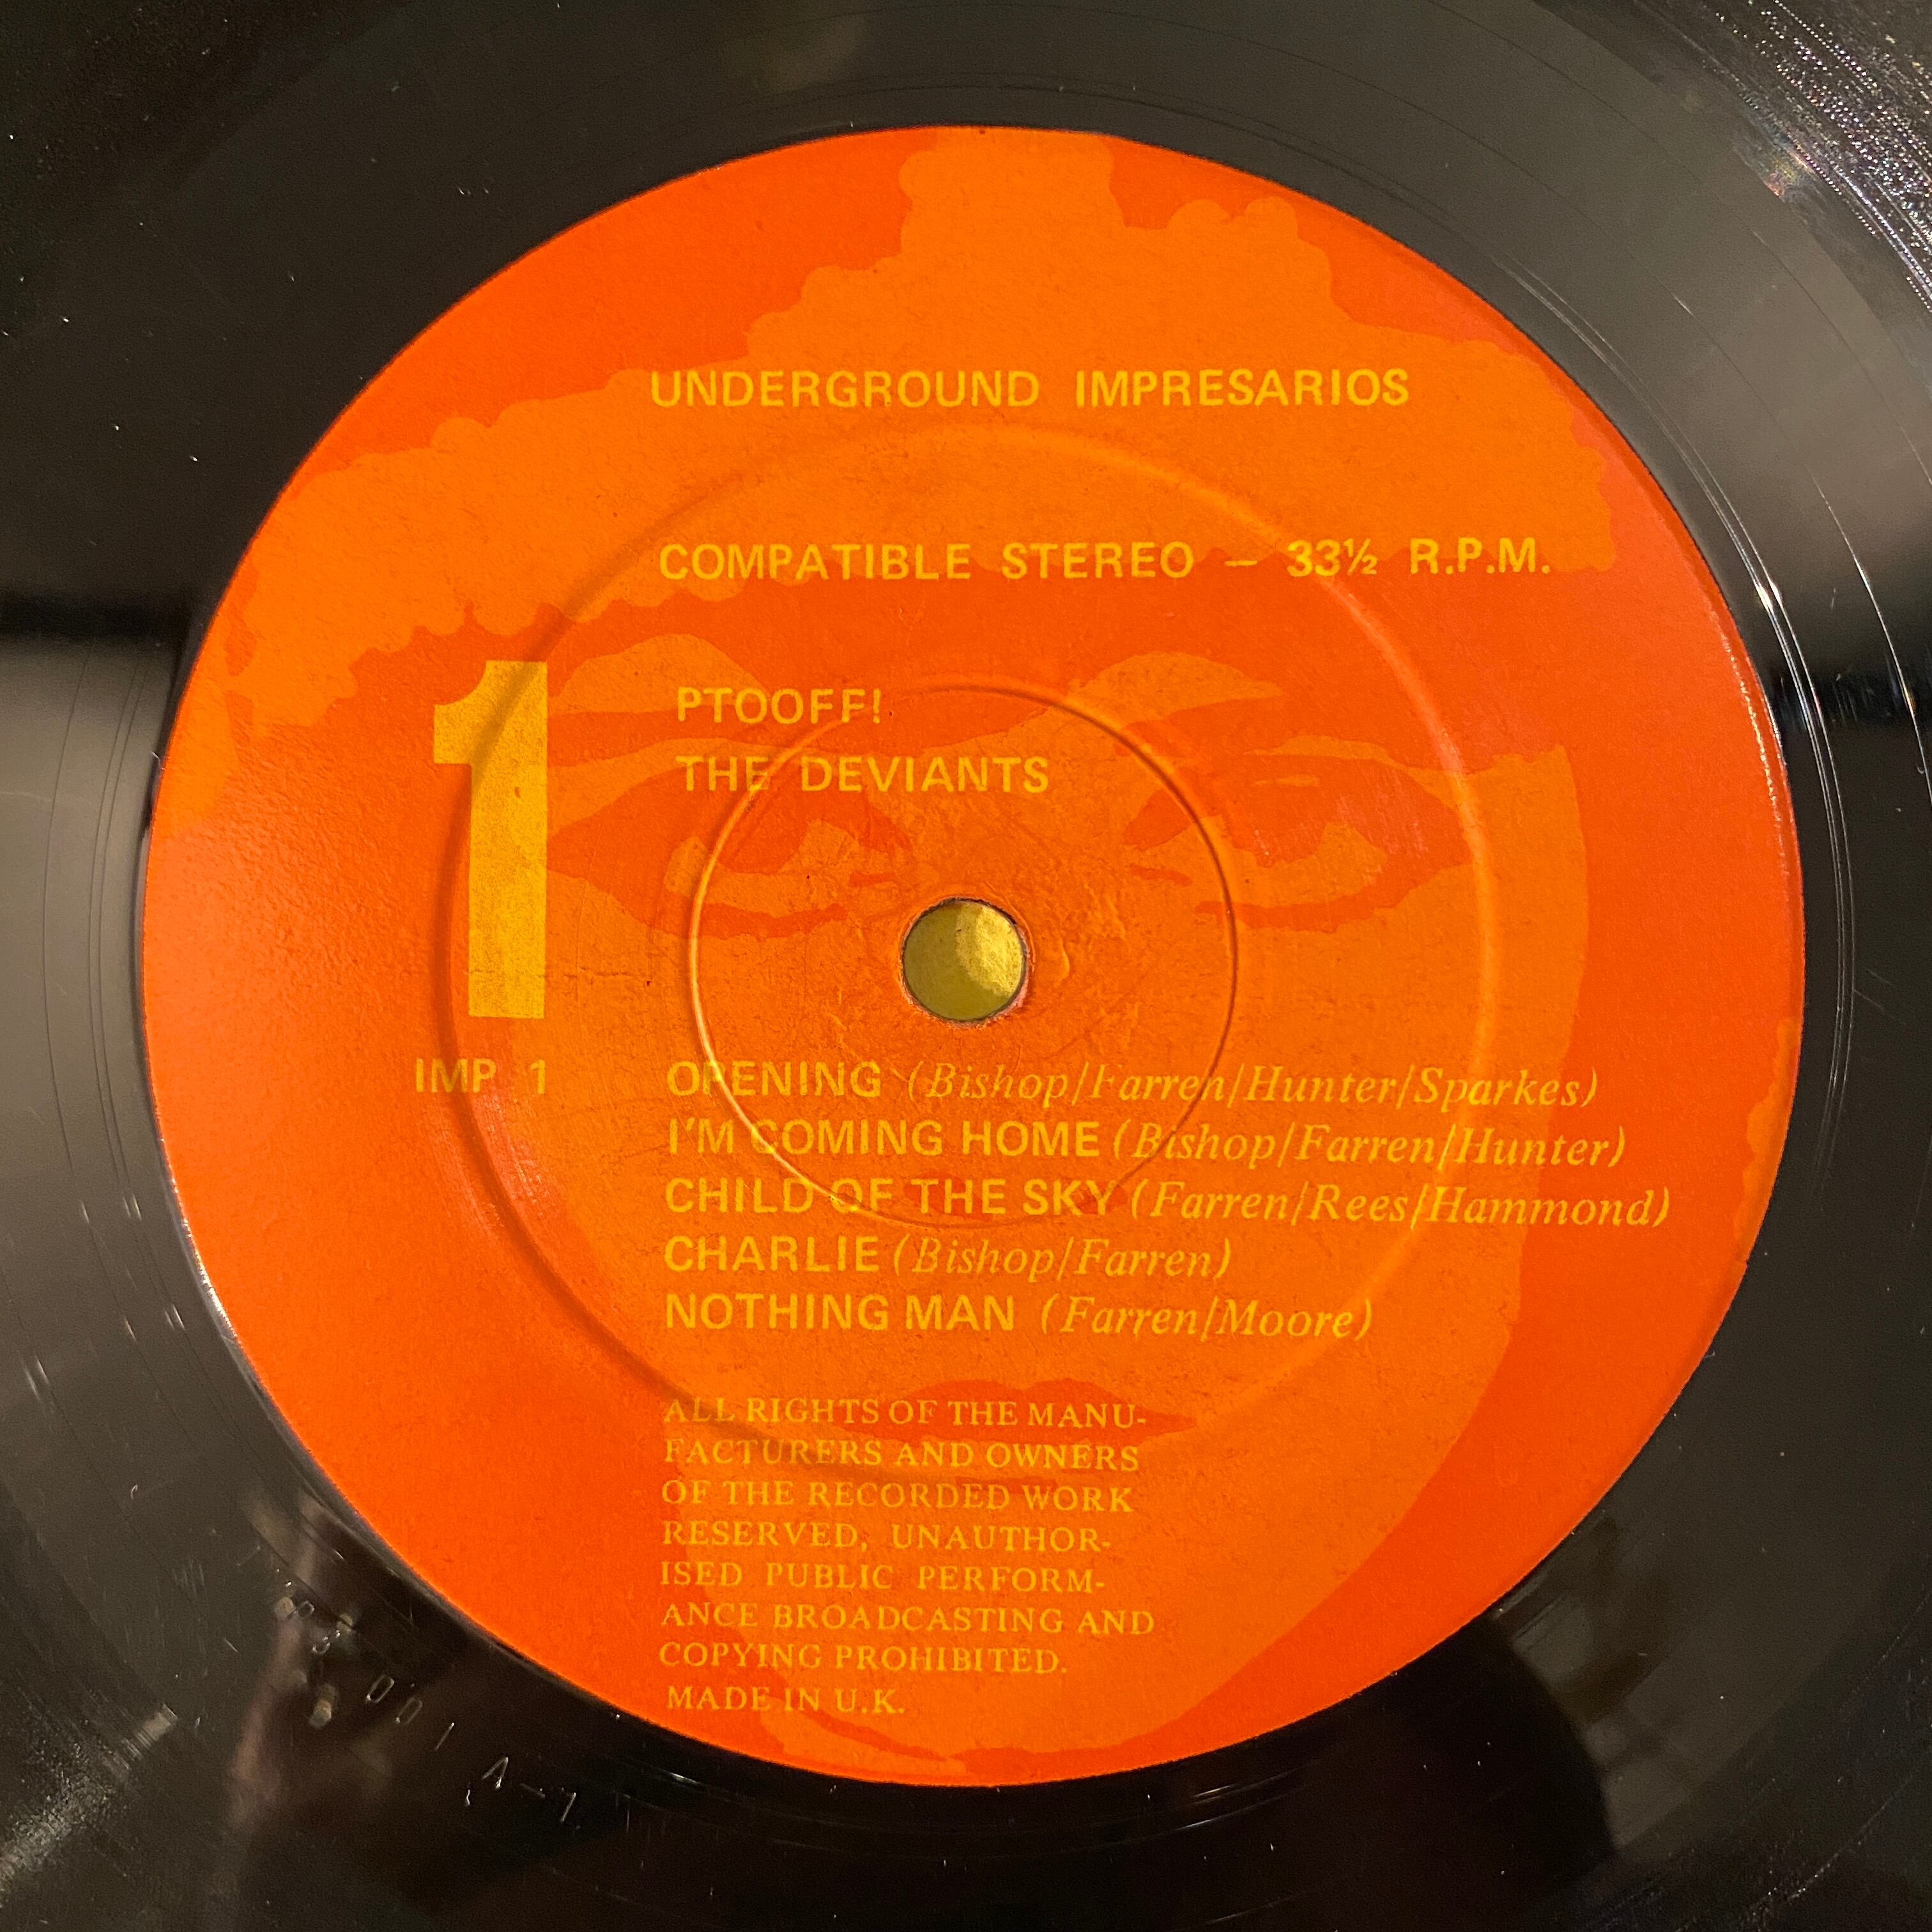 UNDERGROUND IMPRESARIOS
COMPATIBLE STEREO — 33½ R.P.M.
1
PTOOFF!
THE DEVIANTS
IMP 1
OPENING (Bishop/Farren/Hunter/Sparkes)
I'M COMING HOME (Bishop/Farren/Hunter)
CHILD OF THE SKY (Farren/Rees/Hammond)
CHARLIE (Bishop/Farren)
NOTHING MAN (Farren/Moore)
ALL RIGHTS OF THE MANU-
FACTURERS AND OWNERS
OF THE RECORDED WORK
RESERVED, UNAUTHOR-
ISED PUBLIC PERFORM-
ANCE BROADCASTING AND
COPYING PROHIBITED.
MADE IN U.K.
001 A-1